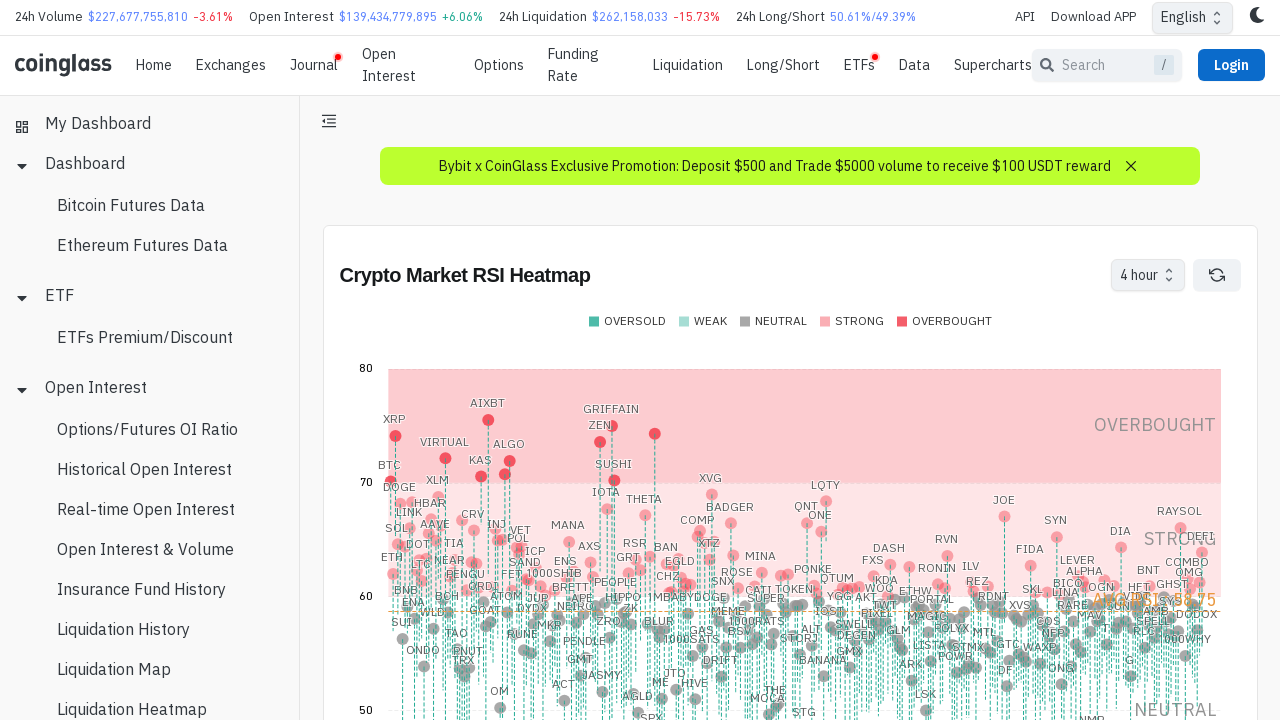 24h Volume $227,677,755,810 -3.61% Open Interest $139,434,779,895 +6.06% 24h Liquidation $262,158,033 -15.73% 24h Long/Short 50.61%/49.39% API Download APP English
coinglass Home Exchanges Journal Open Interest Options Funding Rate Liquidation Long/Short ETFs Data Supercharts Search / Login
My Dashboard
Dashboard
Bitcoin Futures Data
Ethereum Futures Data
ETF
ETFs Premium/Discount
Open Interest
Options/Futures OI Ratio
Historical Open Interest
Real-time Open Interest
Open Interest & Volume
Insurance Fund History
Liquidation History
Liquidation Map
Liquidation Heatmap
Bybit x CoinGlass Exclusive Promotion: Deposit $500 and Trade $5000 volume to receive $100 USDT reward
Crypto Market RSI Heatmap 4 hour
OVERSOLD WEAK NEUTRAL STRONG OVERBOUGHT
80
AIXBT
GRIFFAIN
XRP
ZEN
OVERBOUGHT
VIRTUAL
ALGO
BTC
KAS
SUSHI
70
XLM
XVG
DOGE
IOTA
LQTY
HBAR
THETA
JOE
LINK
CRV
BADGER
QNT
RAYSOL
SOL
AAVE
INJ
VET
MANA
COMP
ONE
SYN
DIA
STRONG
DOT
TIA
POL
ICP
AXS
RSR
BAN
XTZ
DASH
RVN
FIDA
DEFI
ETH
LTC
NEAR
SAND
ENS
GRT
EGLD
MINA
FXS
RONIN
ILV
LEVER
COMBO
PENGU
FET
1000SHIB
CHZ
ROSE
PONKE
ALPHA
BNT
OMG
BNB
ORDI
BRETT
PEOPLE
SNX
CATI
QTUM
KDA
REZ
SKL
BICO
OGN
HFT
GHST
60
ENA
BCH
ATOM
JUP
APE
HIPPO
1MBABYDOGE
SUPER
TOKEN
YGG
AKT
WOO
ETHW
PORTAL
RDNT
LINA
WLD
GOAT
DYDX
NEIRO
ZK
MEME
IOST
TWT
PIXEL
MAGIC
XVS
RARE
DODOX
SUI
MKR
ZRO
BLUR
GAS
1000RATS
ALT
SWELL
GLM
POLYX
MTL
COS
SPELL
TAO
RUNE
PENDLE
1000SATS
BSV
STORJ
DEGEN
LISTA
STMX
GTC
NFP
RLC
1000WHY
ONDO
PNUT
GMT
DRIFT
BANANA
GMX
POWR
WAXP
TRX
JASMY
JTO
ARK
DF
ONG
G
OM
ACT
AGLD
ME
HIVE
THE
MOCA
LSK
50
SPX
STG
NMR
NEUTRAL